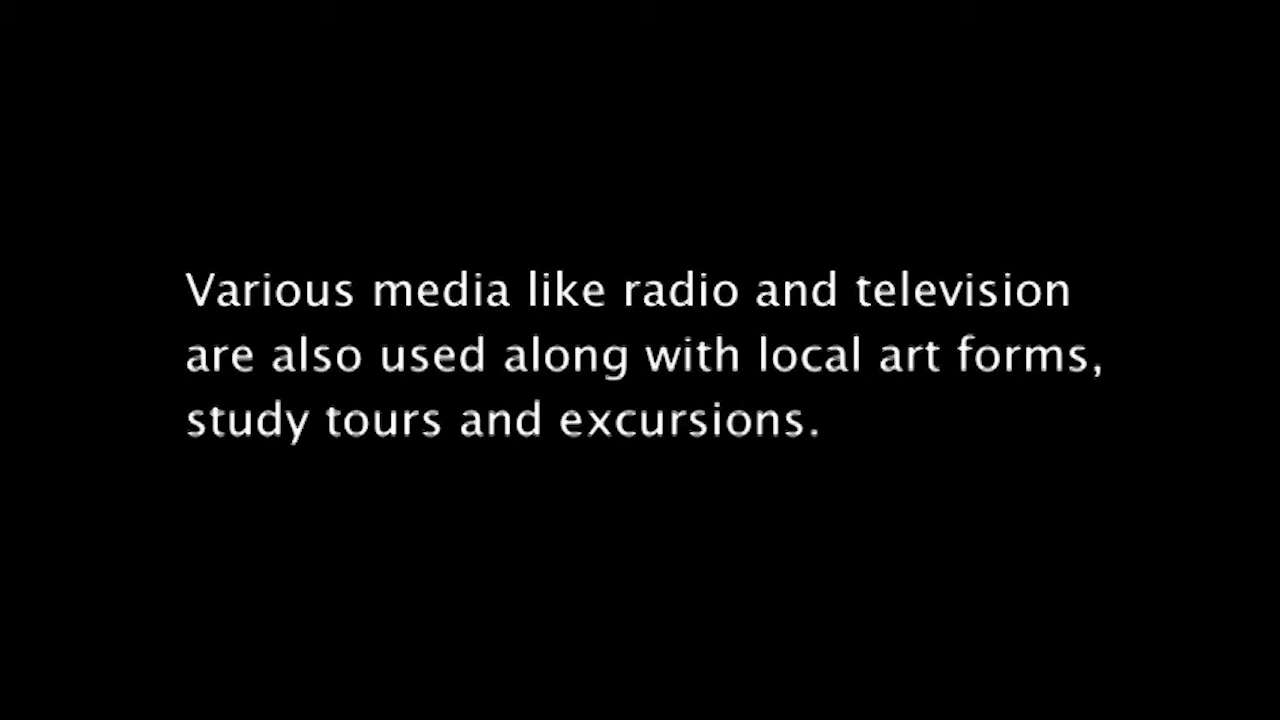 Various media like radio and television
are also used along with local art forms,
study tours and excursions.